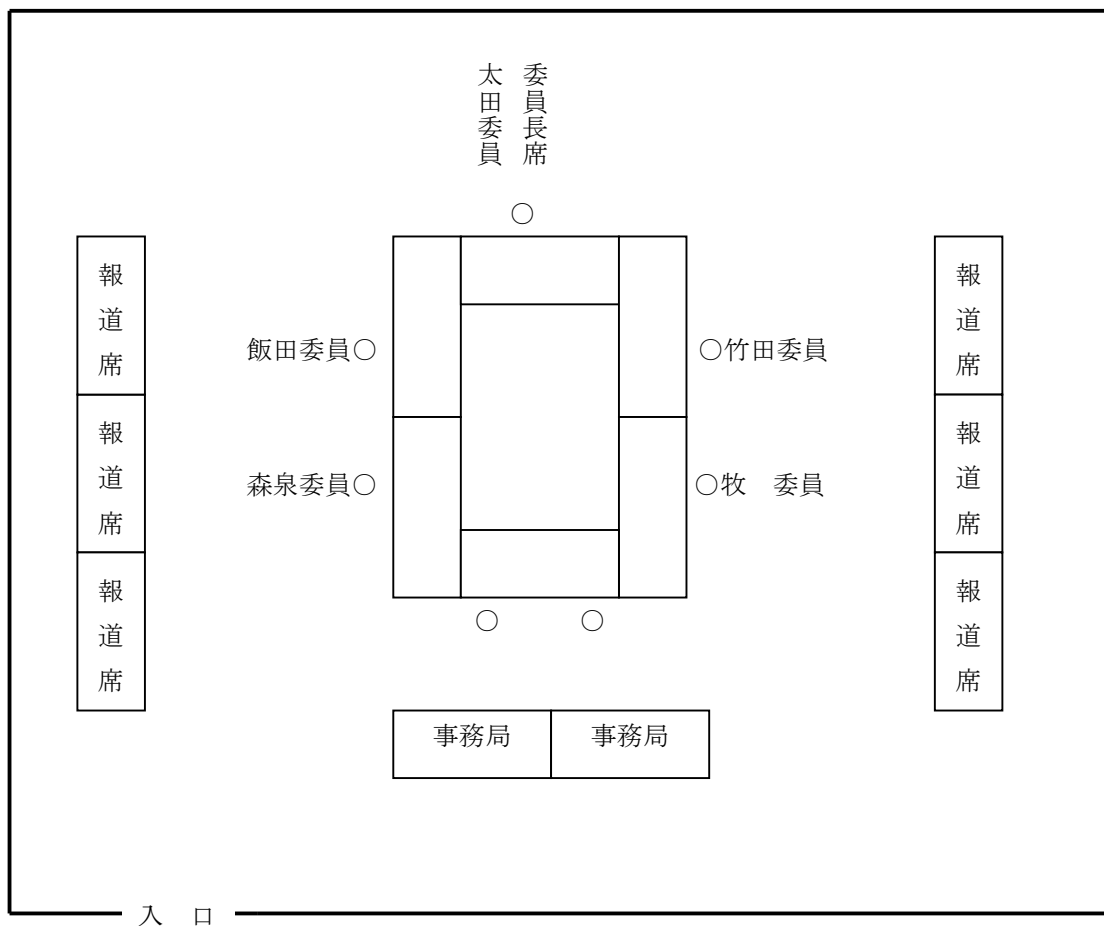 委員長席
太田委員
報道席
報道席
報道席
飯田委員○
森泉委員○
○竹田委員
○牧　委員
報道席
報道席
報道席
事務局
事務局
入　口